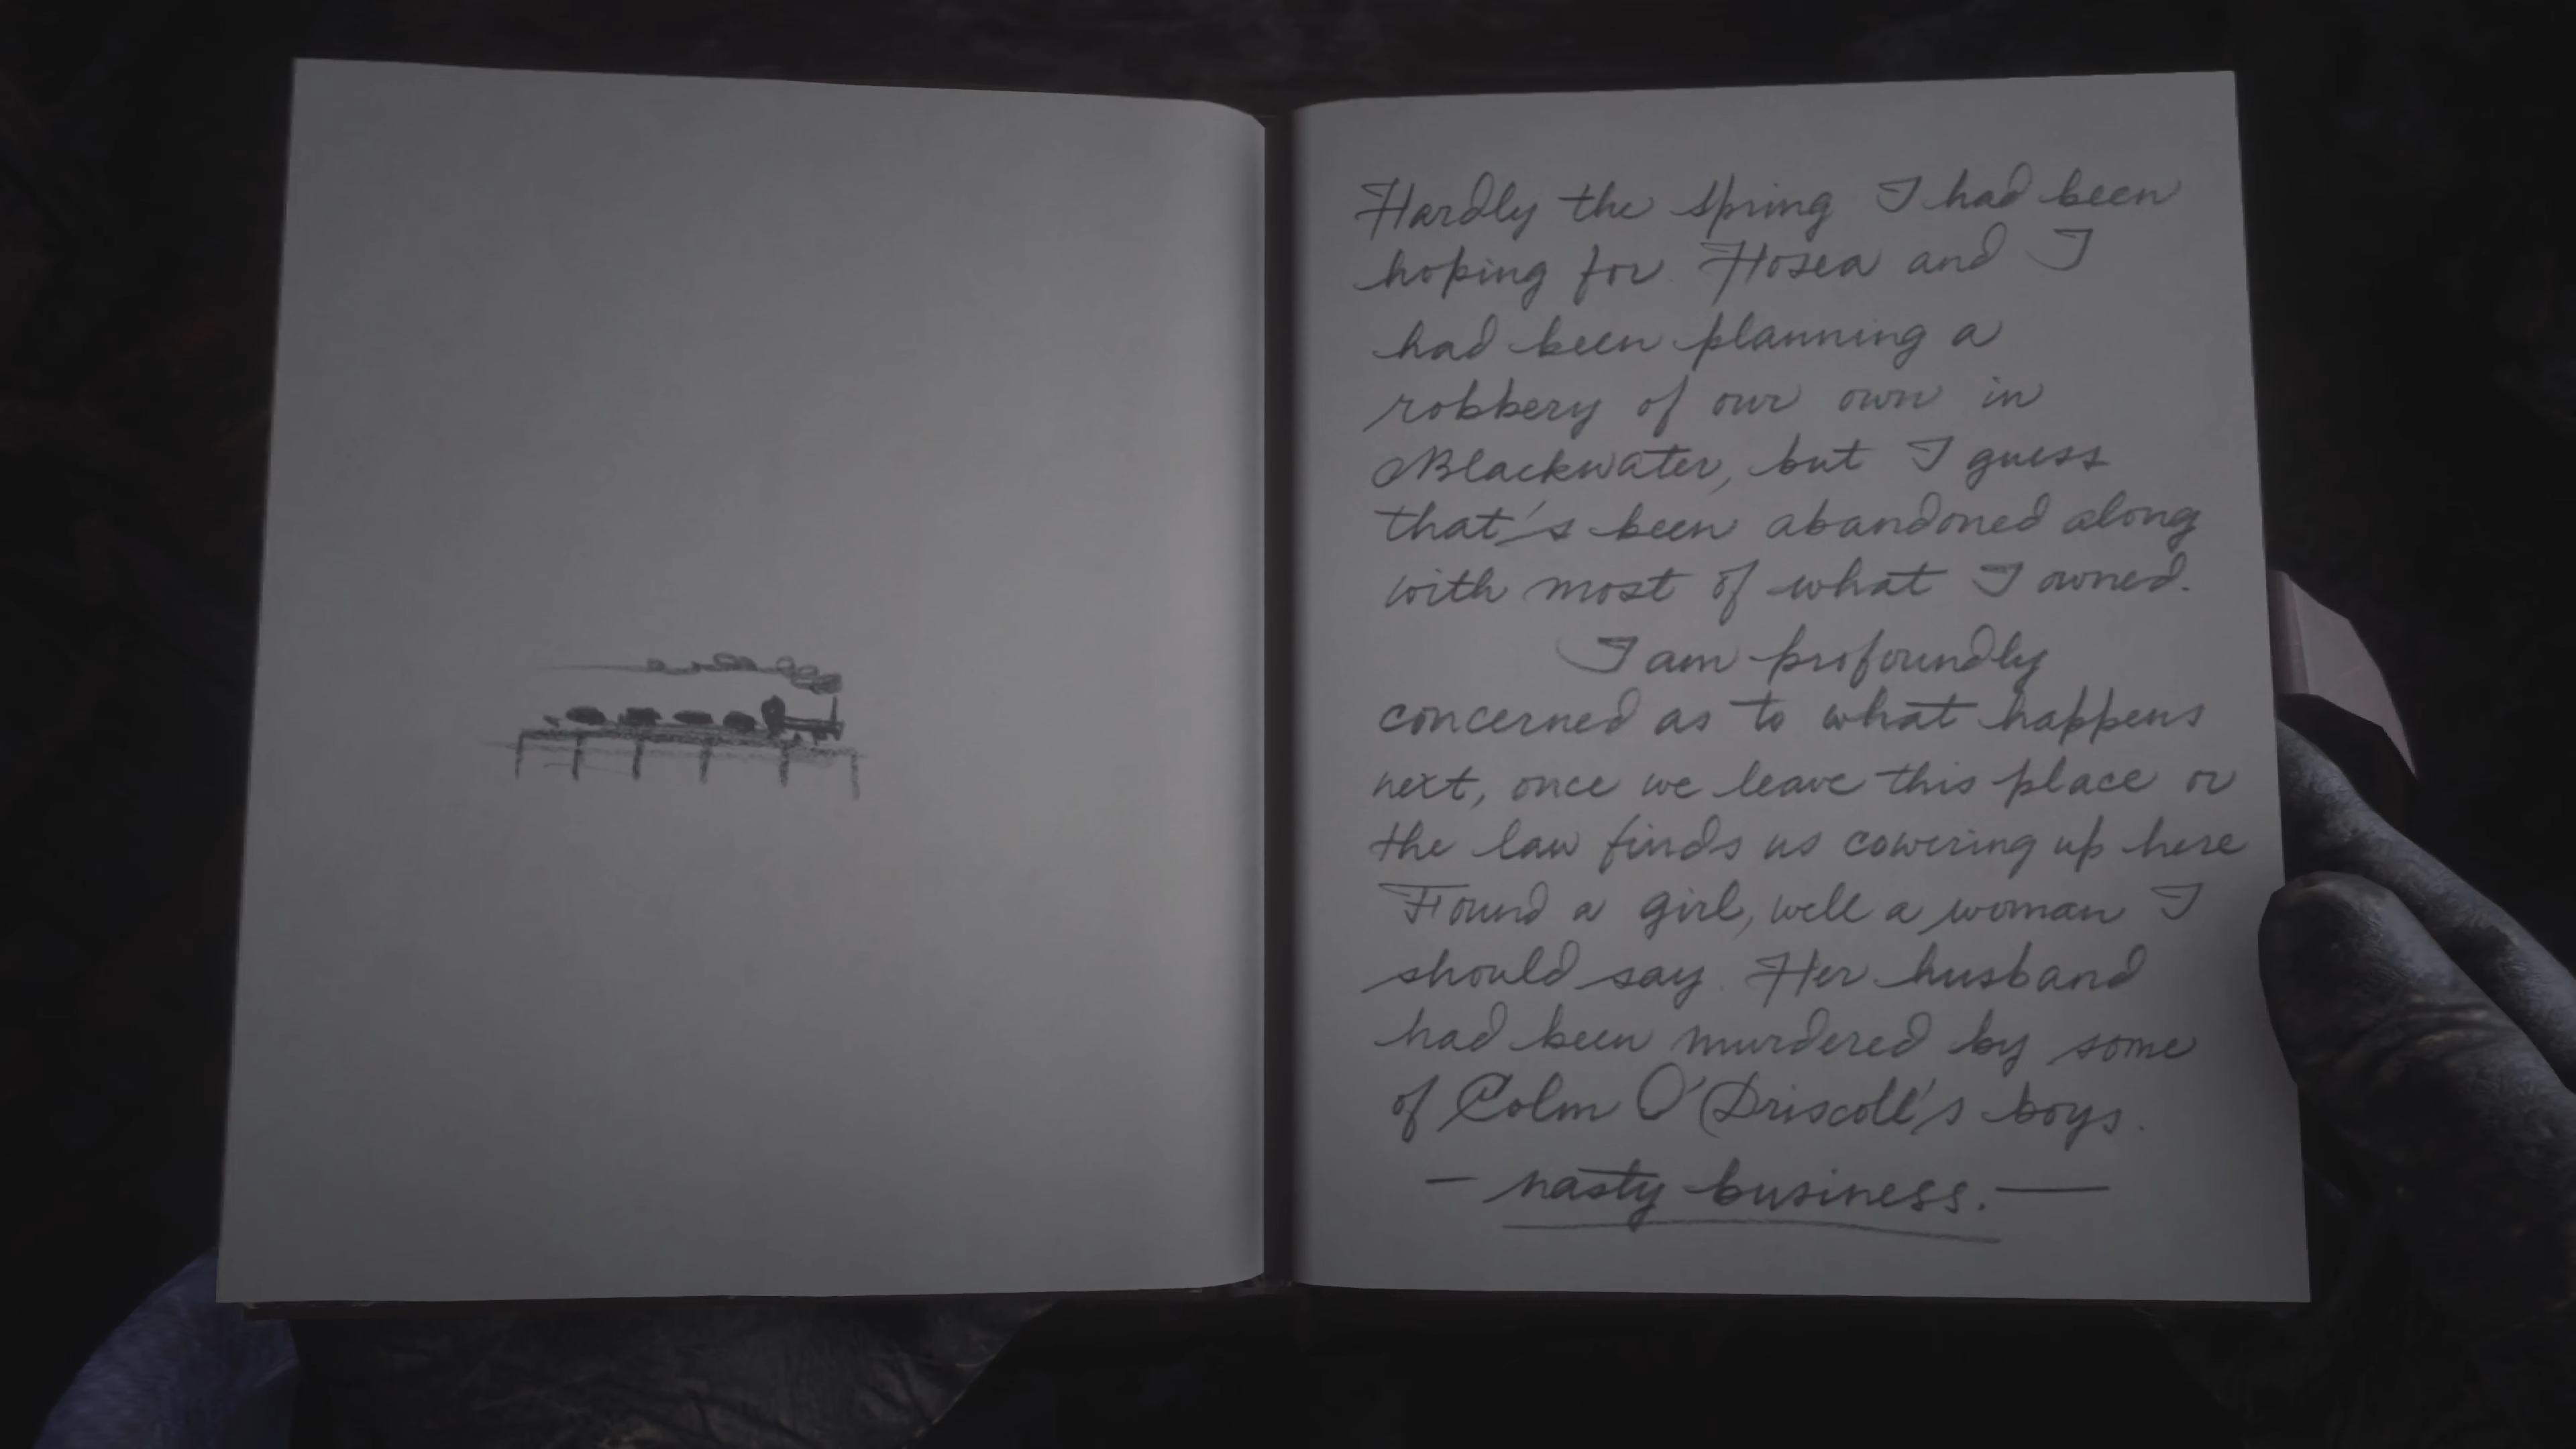 Hardly the spring I had been
hoping for. Hosea and I
had been planning a
robbery of our own in
Blackwater, but I guess
that's been abandoned along
with most of what I owned.
I am profoundly
concerned as to what happens
next, once we leave this place or
the law finds us cowering up here
Found a girl, well a woman I
should say. Her husband
had been murdered by some
of Colm O'Driscoll's boys.
— nasty business. —